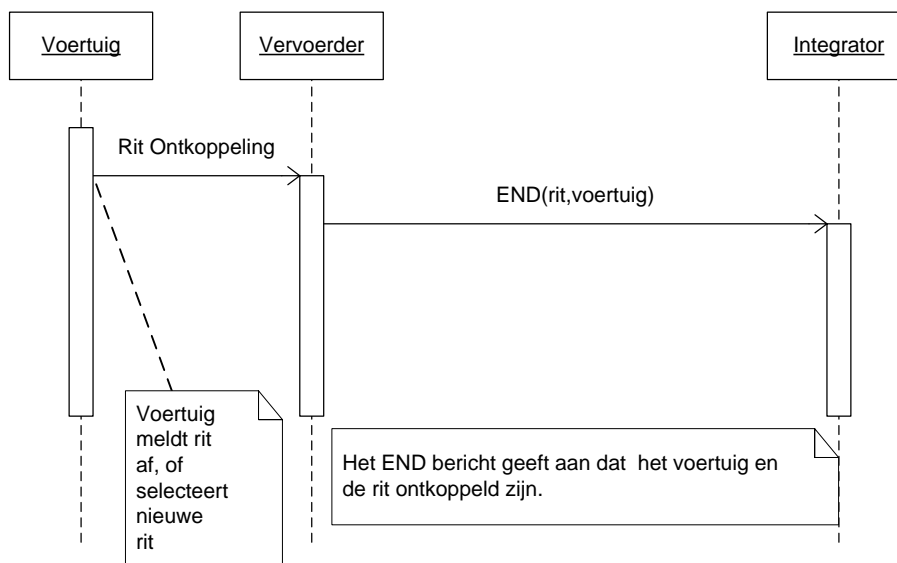 Voertuig
Vervoerder
Integrator
Rit Ontkoppeling
END(rit,voertuig)
Voertuig
meldt rit
af, of
selecteert
nieuwe
rit
Het END bericht geeft aan dat  het voertuig en
de rit ontkoppeld zijn.